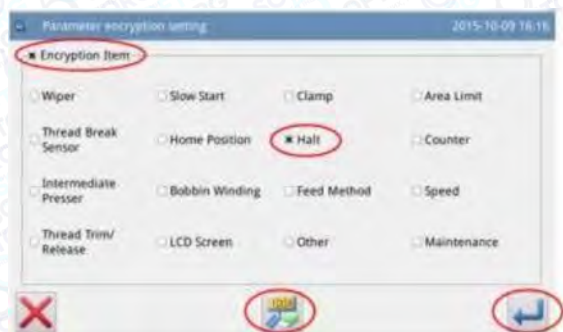 Parameter encryption setting 2015-10-09 16:16
Encryption Item
Wiper Slow Start Clamp Area Limit
Thread Break
Sensor
Home Position Halt Counter
Intermediate
Presser
Bobbin Winding Feed Method Speed
Thread Trim/
Release
LCD Screen Other Maintenance